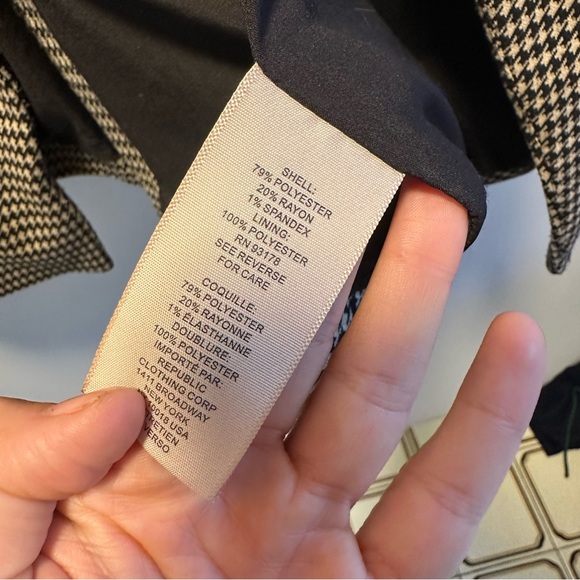 SHELL:
79% POLYESTER
20% RAYON
1% SPANDEX
LINING:
100% POLYESTER
RN 93178
SEE REVERSE
FOR CARE
COQUILLE:
79% POLYESTER
20% RAYONNE
1% ÉLASTHANNE
DOUBLURE:
100% POLYESTER
IMPORTÉ PAR:
REPUBLIC
CLOTHING CORP
1411 BROADWAY
NEW YORK
USA